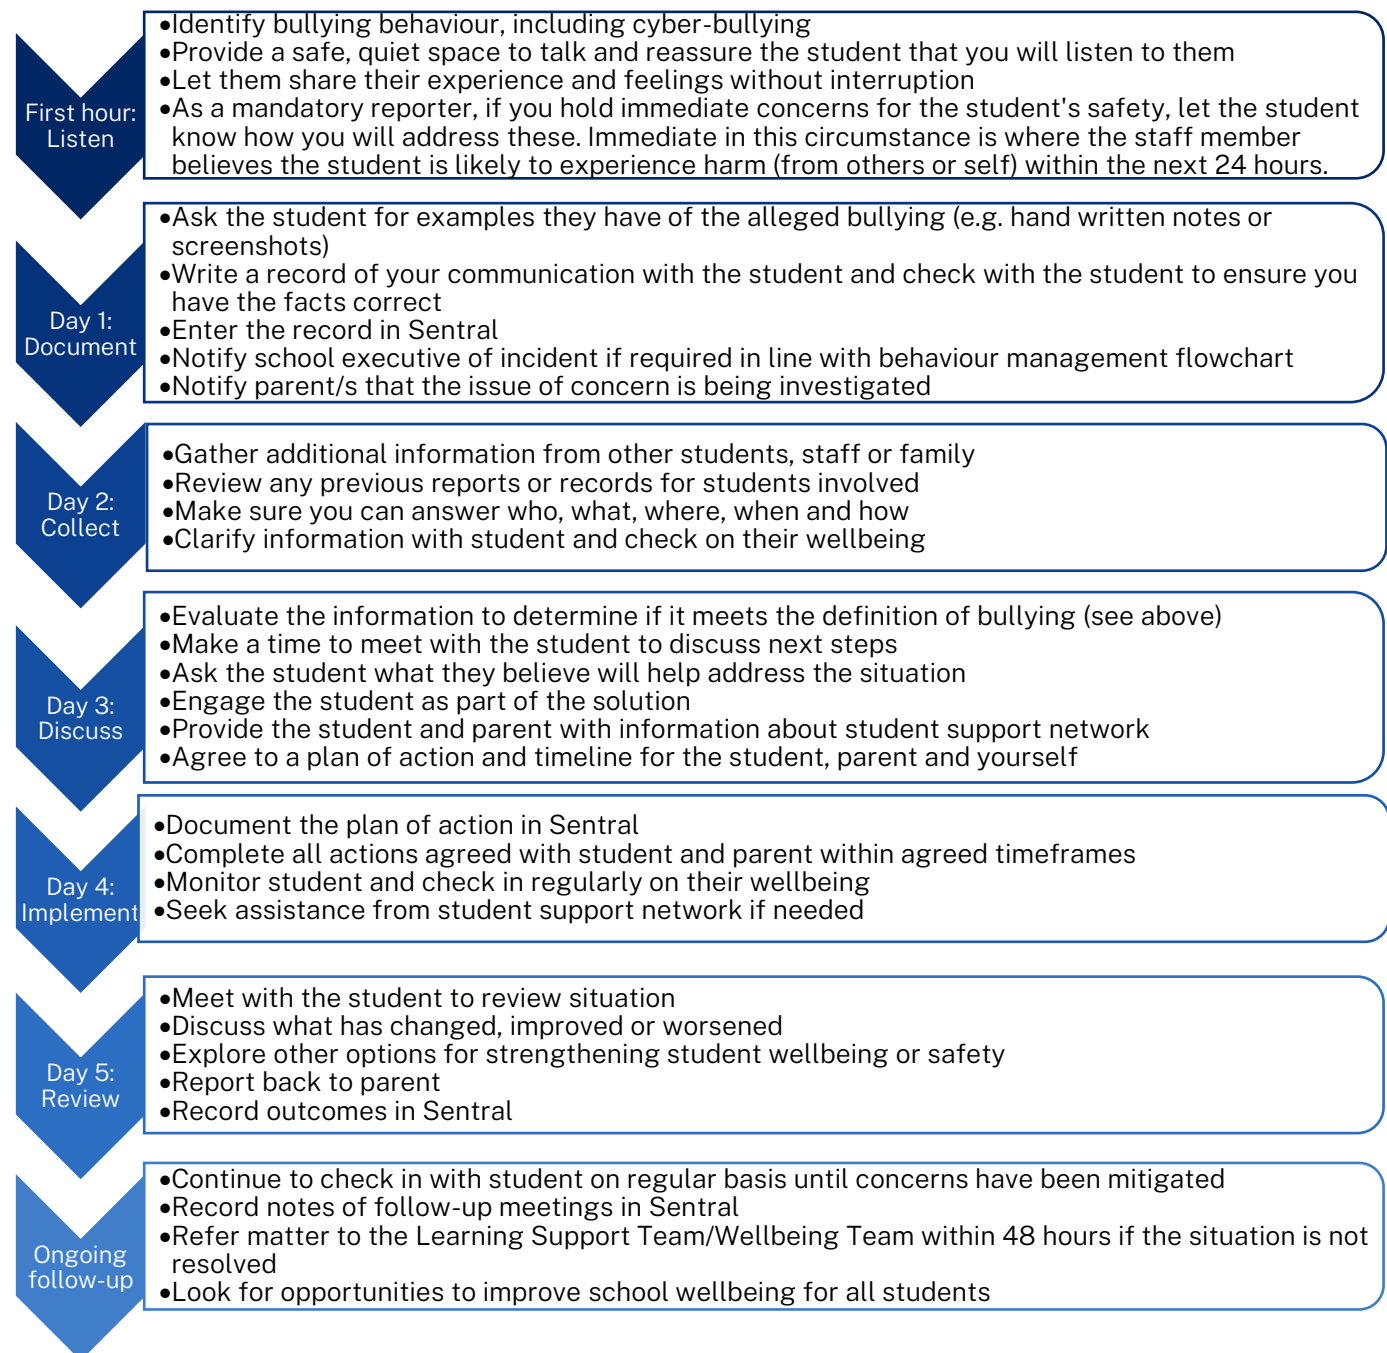 First hour:
Listen
•Identify bullying behaviour, including cyber-bullying
•Provide a safe, quiet space to talk and reassure the student that you will listen to them
•Let them share their experience and feelings without interruption
•As a mandatory reporter, if you hold immediate concerns for the student's safety, let the student
know how you will address these. Immediate in this circumstance is where the staff member
believes the student is likely to experience harm (from others or self) within the next 24 hours.
Day 1:
Document
•Ask the student for examples they have of the alleged bullying (e.g. hand written notes or
screenshots)
•Write a record of your communication with the student and check with the student to ensure you
have the facts correct
•Enter the record in Sentral
•Notify school executive of incident if required in line with behaviour management flowchart
•Notify parent/s that the issue of concern is being investigated
Day 2:
Collect
•Gather additional information from other students, staff or family
•Review any previous reports or records for students involved
•Make sure you can answer who, what, where, when and how
•Clarify information with student and check on their wellbeing
Day 3:
Discuss
•Evaluate the information to determine if it meets the definition of bullying (see above)
•Make a time to meet with the student to discuss next steps
•Ask the student what they believe will help address the situation
•Engage the student as part of the solution
•Provide the student and parent with information about student support network
•Agree to a plan of action and timeline for the student, parent and yourself
Day 4:
Implement
•Document the plan of action in Sentral
•Complete all actions agreed with student and parent within agreed timeframes
•Monitor student and check in regularly on their wellbeing
•Seek assistance from student support network if needed
Day 5:
Review
•Meet with the student to review situation
•Discuss what has changed, improved or worsened
•Explore other options for strengthening student wellbeing or safety
•Report back to parent
•Record outcomes in Sentral
Ongoing
follow-up
•Continue to check in with student on regular basis until concerns have been mitigated
•Record notes of follow-up meetings in Sentral
•Refer matter to the Learning Support Team/Wellbeing Team within 48 hours if the situation is not
resolved
•Look for opportunities to improve school wellbeing for all students